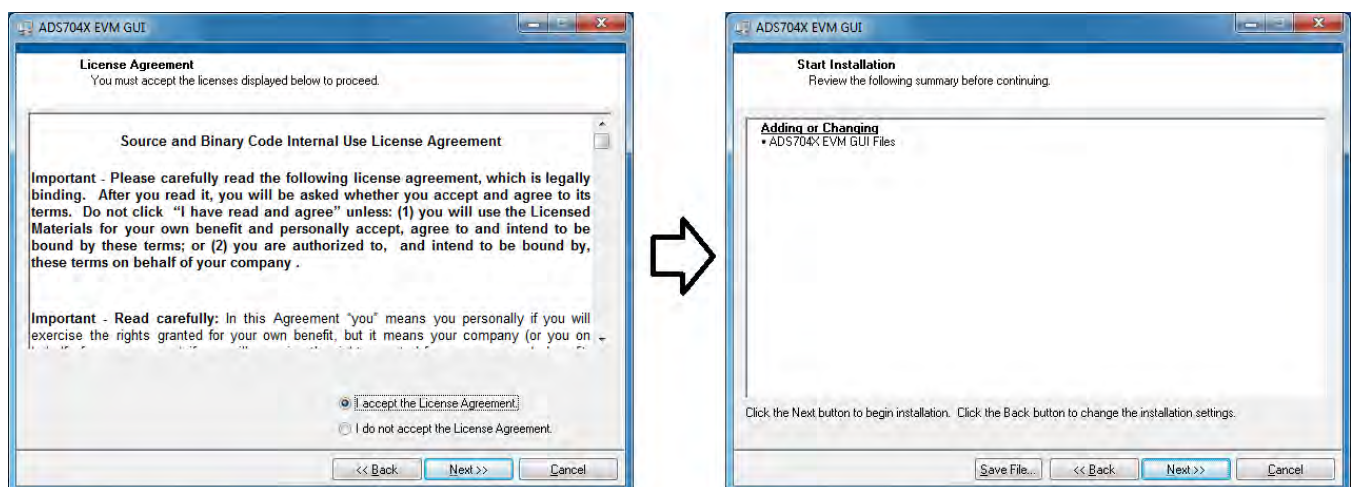 ADS704X EVM GUI
License Agreement
You must accept the licenses displayed below to proceed.
Source and Binary Code Internal Use License Agreement
Important - Please carefully read the following license agreement, which is legally
binding. After you read it, you will be asked whether you accept and agree to its
terms. Do not click “I have read and agree” unless: (1) you will use the Licensed
Materials for your own benefit and personally accept, agree to and intend to be
bound by these terms; or (2) you are authorized to, and intend to be bound by,
these terms on behalf of your company .
Important - Read carefully: In this Agreement “you” means you personally if you will
exercise the rights granted for your own benefit, but it means your company (or you on
I accept the License Agreement.
I do not accept the License Agreement.
<< Back
Next >>
Cancel
ADS704X EVM GUI
Start Installation
Review the following summary before continuing.
Adding or Changing
• ADS704X EVM GUI Files
Click the Next button to begin installation. Click the Back button to change the installation settings.
Save File...
<< Back
Next >>
Cancel